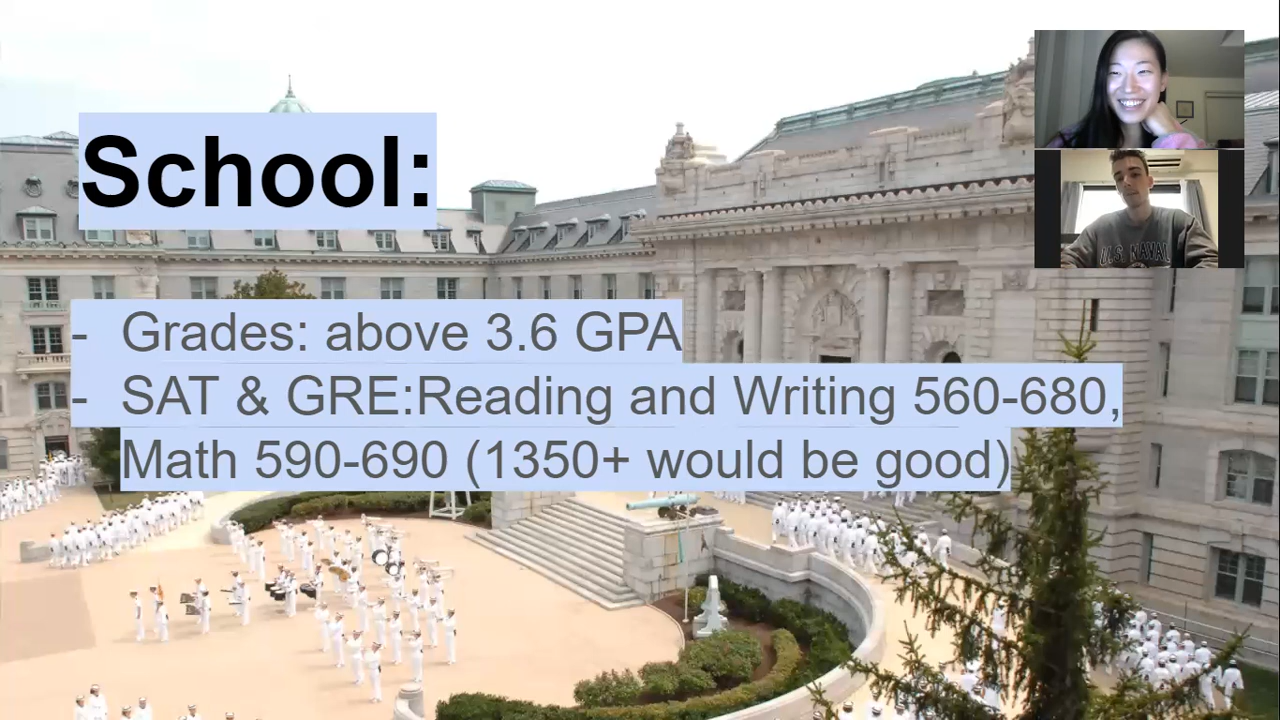 School:
- Grades: above 3.6 GPA
- SAT & GRE:Reading and Writing 560-680,
Math 590-690 (1350+ would be good)
U.S. NAVAL